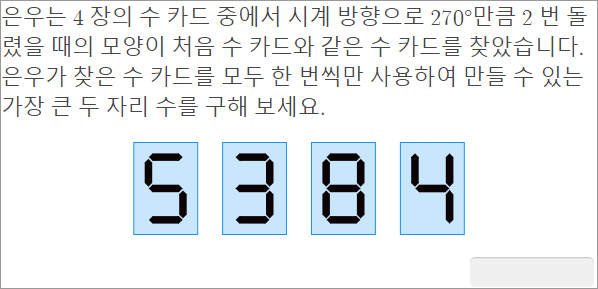 은우는 4 장의 수 카드 중에서 시계 방향으로 270°만큼 2 번 돌
렸을 때의 모양이 처음 수 카드와 같은 수 카드를 찾았습니다.
은우가 찾은 수 카드를 모두 한 번씩만 사용하여 만들 수 있는
가장 큰 두 자리 수를 구해 보세요.
5 3 8 4